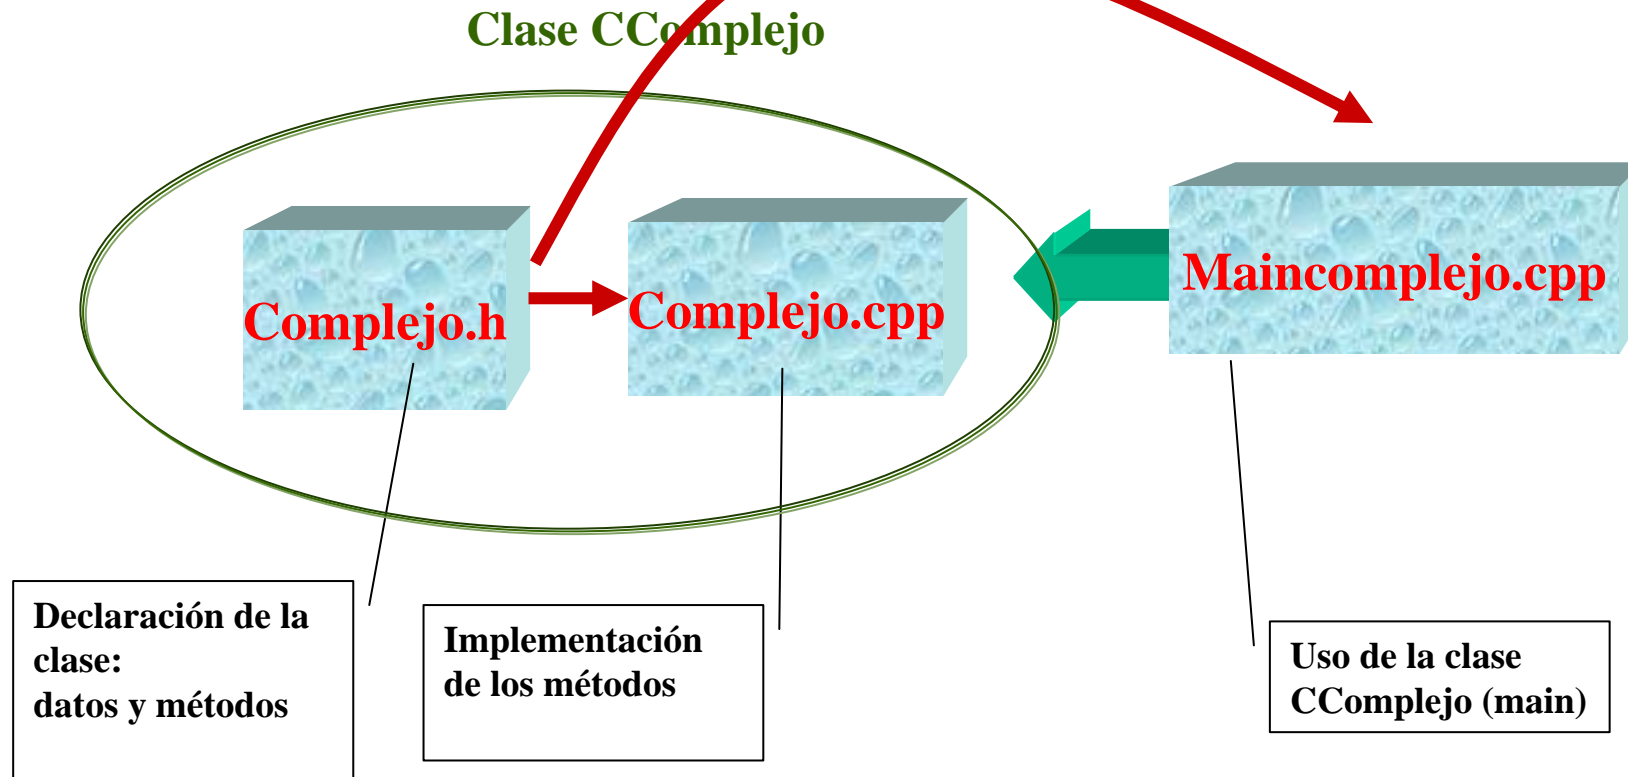 Clase CComplejo
Complejo.h
Complejo.cpp
Maincomplejo.cpp
Declaración de la
clase:
datos y métodos
Implementación
de los métodos
Uso de la clase
CComplejo (main)